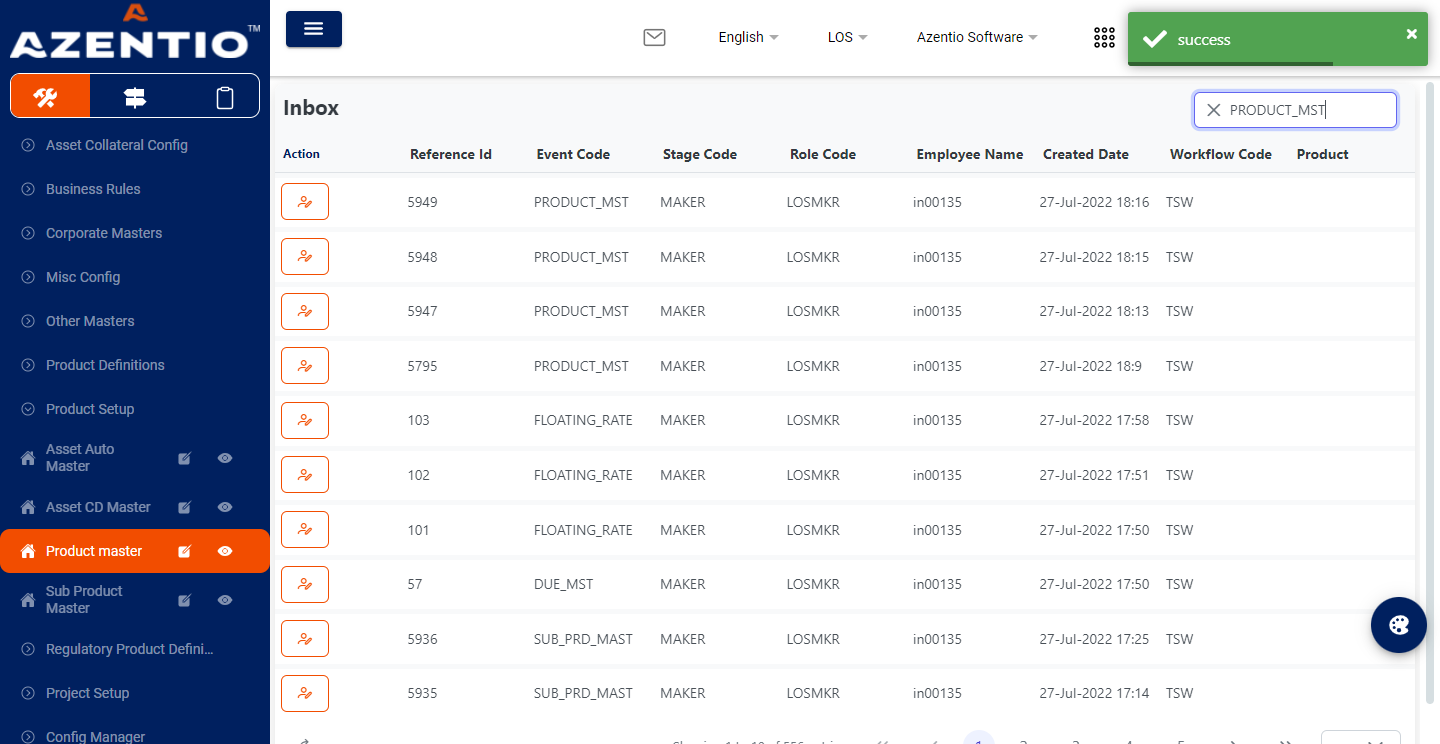 AZENTIO™
English
LOS
Azentio Software
success
Asset Collateral Config
Business Rules
Corporate Masters
Misc Config
Other Masters
Product Definitions
Product Setup
Asset Auto
Master
Asset CD Master
Product master
Sub Product
Master
Regulatory Product Defini...
Project Setup
Config Manager
Inbox
PRODUCT_MST
Action Reference Id Event Code Stage Code Role Code Employee Name Created Date Workflow Code Product
5949 PRODUCT_MST MAKER LOSMKR in00135 27-Jul-2022 18:16 TSW
5948 PRODUCT_MST MAKER LOSMKR in00135 27-Jul-2022 18:15 TSW
5947 PRODUCT_MST MAKER LOSMKR in00135 27-Jul-2022 18:13 TSW
5795 PRODUCT_MST MAKER LOSMKR in00135 27-Jul-2022 18:9 TSW
103 FLOATING_RATE MAKER LOSMKR in00135 27-Jul-2022 17:58 TSW
102 FLOATING_RATE MAKER LOSMKR in00135 27-Jul-2022 17:51 TSW
101 FLOATING_RATE MAKER LOSMKR in00135 27-Jul-2022 17:50 TSW
57 DUE_MST MAKER LOSMKR in00135 27-Jul-2022 17:50 TSW
5936 SUB_PRD_MAST MAKER LOSMKR in00135 27-Jul-2022 17:25 TSW
5935 SUB_PRD_MAST MAKER LOSMKR in00135 27-Jul-2022 17:14 TSW